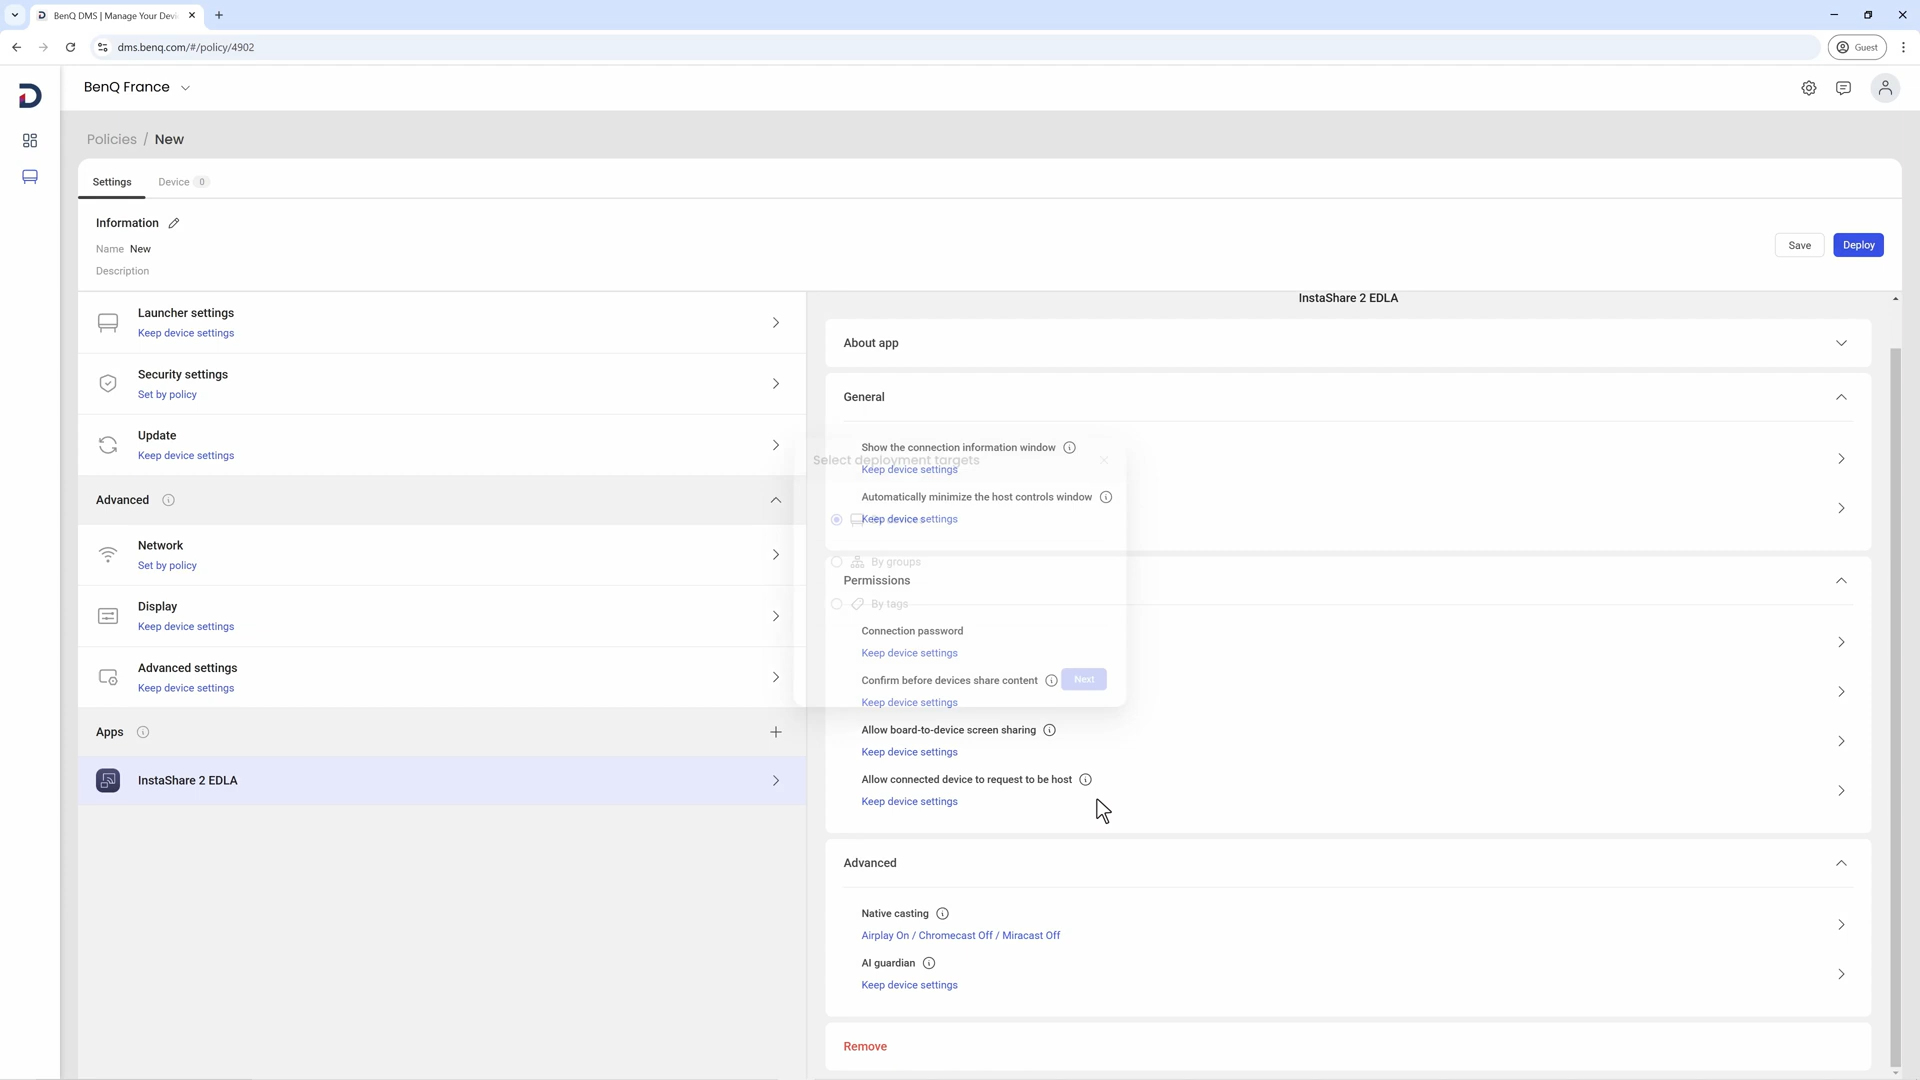 BenQ DMS | Manage Your Devi
dms.benq.com/#/policy/4902
Guest
BenQ France
Policies / New
Settings
Device 0
Information
Name New
Description
Save
Deploy
Launcher settings
Keep device settings
Security settings
Set by policy
Update
Keep device settings
Advanced
Network
Set by policy
Display
Keep device settings
Advanced settings
Keep device settings
Apps
InstaShare 2 EDLA
InstaShare 2 EDLA
About app
General
Show the connection information window
Select deployment targets
Keep device settings
Automatically minimize the host controls window
Keep device settings
By groups
Permissions
By tags
Connection password
Keep device settings
Confirm before devices share content
Next
Keep device settings
Allow board-to-device screen sharing
Keep device settings
Allow connected device to request to be host
Keep device settings
Advanced
Native casting
Airplay On / Chromecast Off / Miracast Off
AI guardian
Keep device settings
Remove